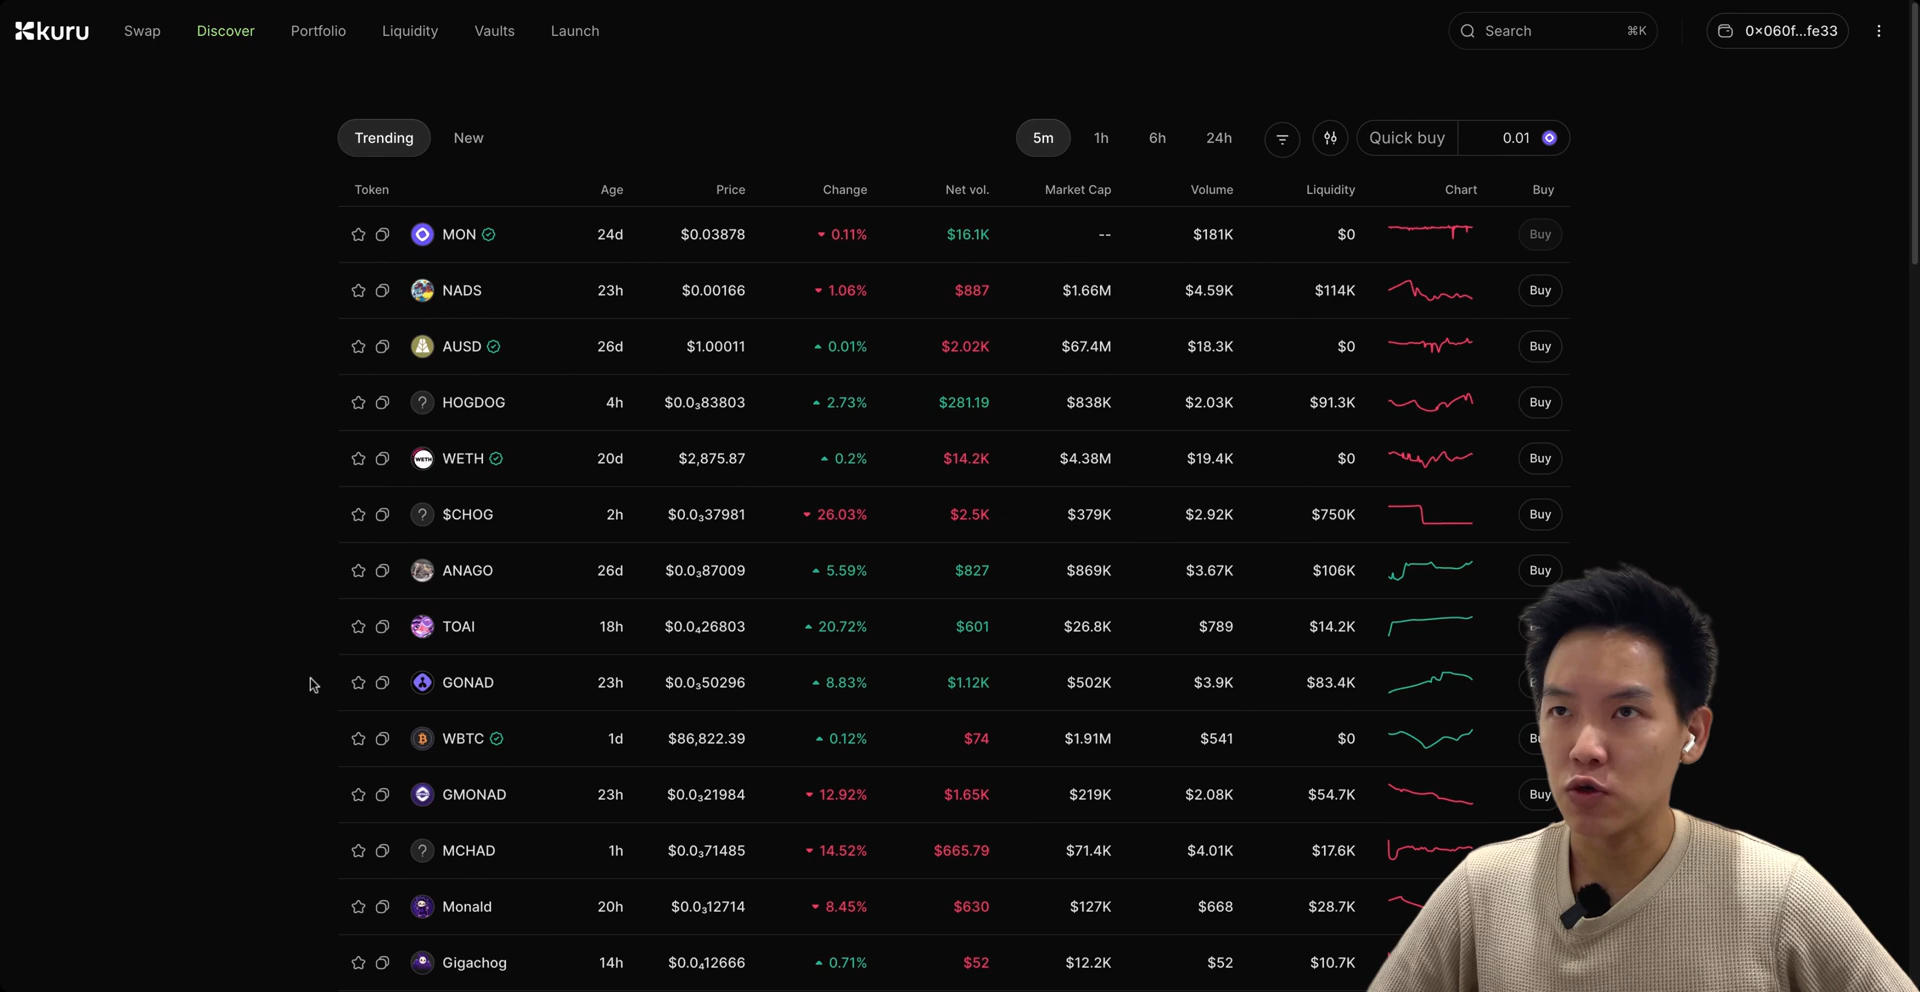 kuru Swap Discover Portfolio Liquidity Vaults Launch Search ⌘K 0×060f...fe33
Trending New 5m 1h 6h 24h Quick buy 0.01
Token Age Price Change Net vol. Market Cap Volume Liquidity Chart Buy
MON 24d $0.03878 0.11% $16.1K -- $181K $0 Buy
NADS 23h $0.00166 1.06% $887 $1.66M $4.59K $114K Buy
AUSD 26d $1.00011 0.01% $2.02K $67.4M $18.3K $0 Buy
? HOGDOG 4h $0.0₃83803 2.73% $281.19 $838K $2.03K $91.3K Buy
WETH WETH 20d $2,875.87 0.2% $14.2K $4.38M $19.4K $0 Buy
? $CHOG 2h $0.0₃37981 26.03% $2.5K $379K $2.92K $750K Buy
ANAGO 26d $0.0₃87009 5.59% $827 $869K $3.67K $106K Buy
TOAI 18h $0.0₄26803 20.72% $601 $26.8K $789 $14.2K
GONAD 23h $0.0₃50296 8.83% $1.12K $502K $3.9K $83.4K
WBTC 1d $86,822.39 0.12% $74 $1.91M $541 $0
GMONAD 23h $0.0₃21984 12.92% $1.65K $219K $2.08K $54.7K Buy
? MCHAD 1h $0.0₃71485 14.52% $665.79 $71.4K $4.01K $17.6K
Monald 20h $0.0₃12714 8.45% $630 $127K $668 $28.7K
Gigachog 14h $0.0₄12666 0.71% $52 $12.2K $52 $10.7K